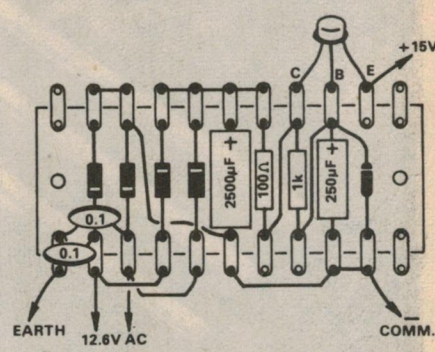 C B E
+15V
2500µF +
100Ω
1k
250µF +
0.1
0.1
EARTH
12.6V AC
− COMM.